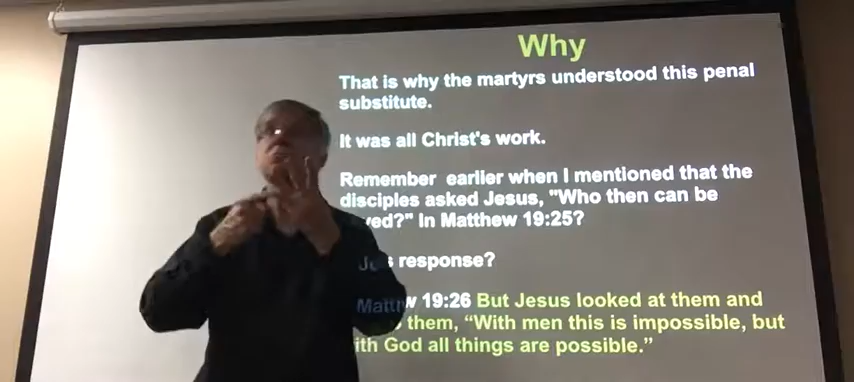 Why
That is why the martyrs understood this penal
substitute.
It was all Christ's work.
Remember earlier when I mentioned that the
disciples asked Jesus, "Who then can be
ved?" In Matthew 19:25?
response?
19:26 But Jesus looked at them and
them, “With men this is impossible, but
ith God all things are possible.”